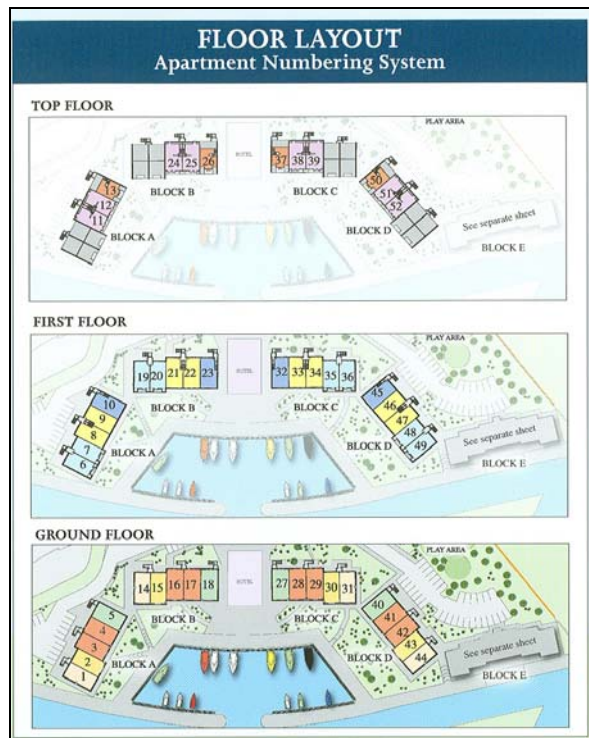 FLOOR LAYOUT
Apartment Numbering System
TOP FLOOR
PLAY AREA
HOTEL
24 25 26
37 38 39
BLOCK B
BLOCK C
13
12
11
50
51
52
BLOCK A
BLOCK D
See separate sheet
BLOCK E
FIRST FLOOR
PLAY AREA
HOTEL
19 20 21 22 23
32 33 34 35 36
BLOCK B
BLOCK C
10
9
8
7
6
45
46
47
48
49
BLOCK A
BLOCK D
See separate sheet
BLOCK E
GROUND FLOOR
PLAY AREA
HOTEL
14 15 16 17 18
27 28 29 30 31
BLOCK B
BLOCK C
5
4
3
2
1
40
41
42
43
44
BLOCK A
BLOCK D
See separate sheet
BLOCK E